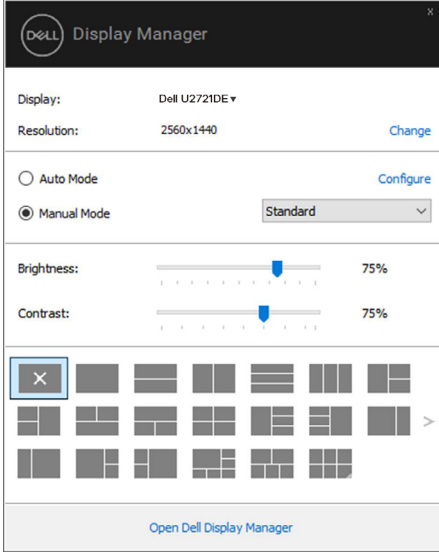 x
DELL Display Manager
Display: Dell U2721DE
Resolution: 2560x1440 Change
Auto Mode Configure
Manual Mode Standard
Brightness: 75%
Contrast: 75%
Open Dell Display Manager